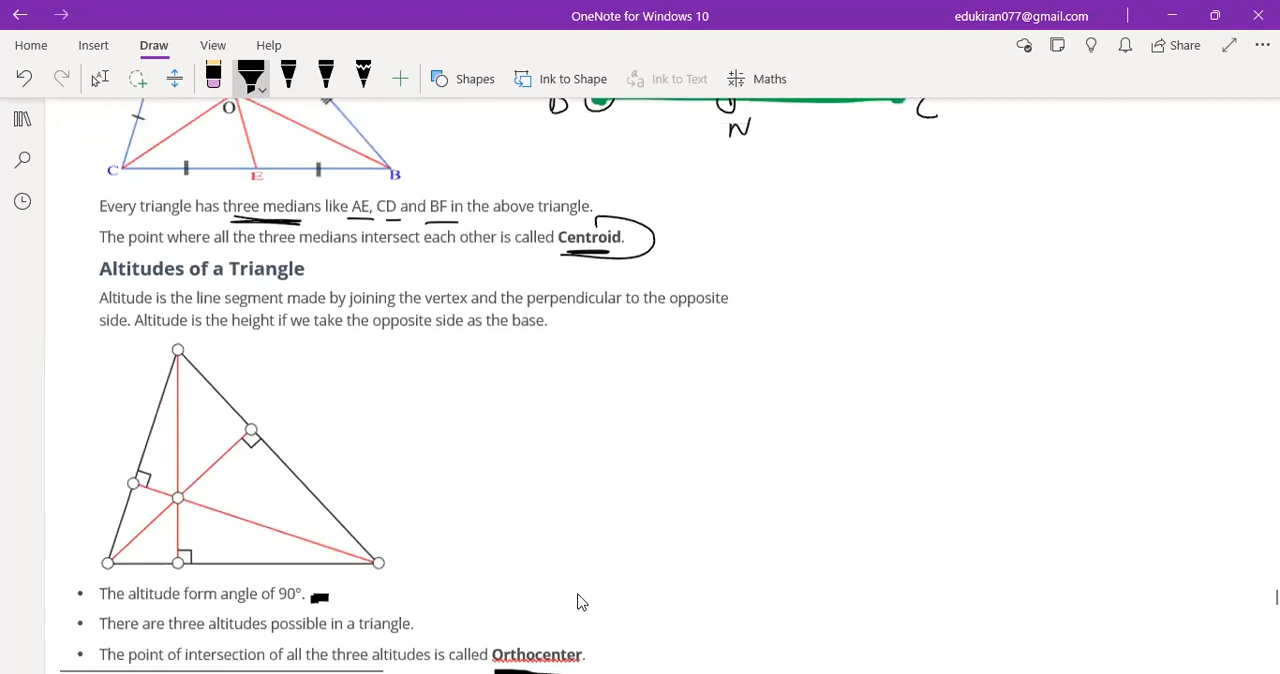 OneNote for Windows 10
edukiran077@gmail.com
Home Insert Draw View Help
Share
Shapes Ink to Shape Ink to Text Maths
O
C E B
B N C
Every triangle has three medians like AE, CD and BF in the above triangle.
The point where all the three medians intersect each other is called Centroid.
Altitudes of a Triangle
Altitude is the line segment made by joining the vertex and the perpendicular to the opposite
side. Altitude is the height if we take the opposite side as the base.
• The altitude form angle of 90°.
• There are three altitudes possible in a triangle.
• The point of intersection of all the three altitudes is called Orthocenter.